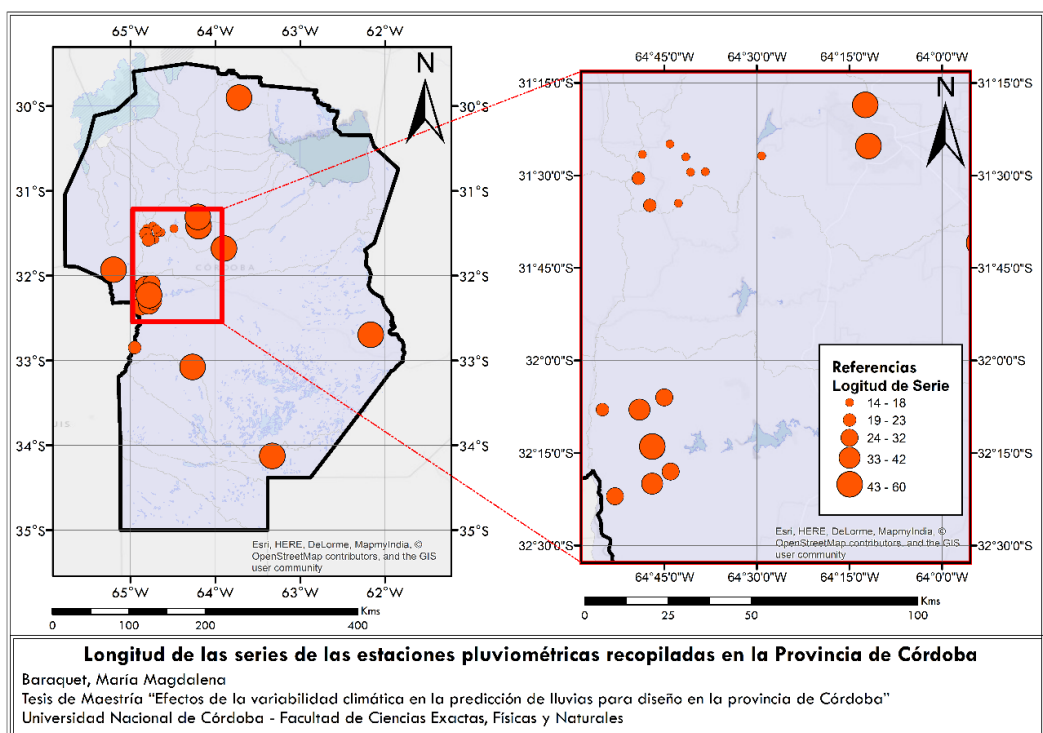 65°W 64°W 63°W 62°W
N
30°S
31°S
32°S
33°S
34°S
35°S
30°S
31°S
32°S
33°S
34°S
35°S
CÓRDOBA
Esri, HERE, DeLorme, MapmyIndia, ©
OpenStreetMap contributors, and the GIS
user community
65°W 64°W 63°W 62°W
Kms
0 100 200 400
64°45'0"W 64°30'0"W 64°15'0"W 64°0'0"W
N
31°15'0"S
31°30'0"S
31°45'0"S
32°0'0"S
32°15'0"S
32°30'0"S
31°15'0"S
31°30'0"S
31°45'0"S
32°0'0"S
32°15'0"S
32°30'0"S
Referencias
Logitud de Serie
14 - 18
19 - 23
24 - 32
33 - 42
43 - 60
Esri, HERE, DeLorme, MapmyIndia, ©
OpenStreetMap contributors, and the GIS
user community
64°45'0"W 64°30'0"W 64°15'0"W 64°0'0"W
Kms
0 25 50 100
Longitud de las series de las estaciones pluviométricas recopiladas en la Provincia de Córdoba
Baraquet, María Magdalena
Tesis de Maestría “Efectos de la variabilidad climática en la predicción de lluvias para diseño en la provincia de Córdoba”
Universidad Nacional de Córdoba - Facultad de Ciencias Exactas, Físicas y Naturales